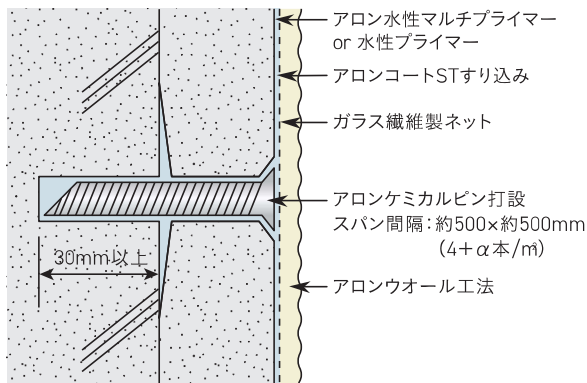 アロン水性マルチプライマー
or 水性プライマー
アロンコートSTすり込み
ガラス繊維製ネット
アロンケミカルピン打設
スパン間隔：約500×約500mm
（4＋α本/㎡）
30mm以上
アロンウオール工法